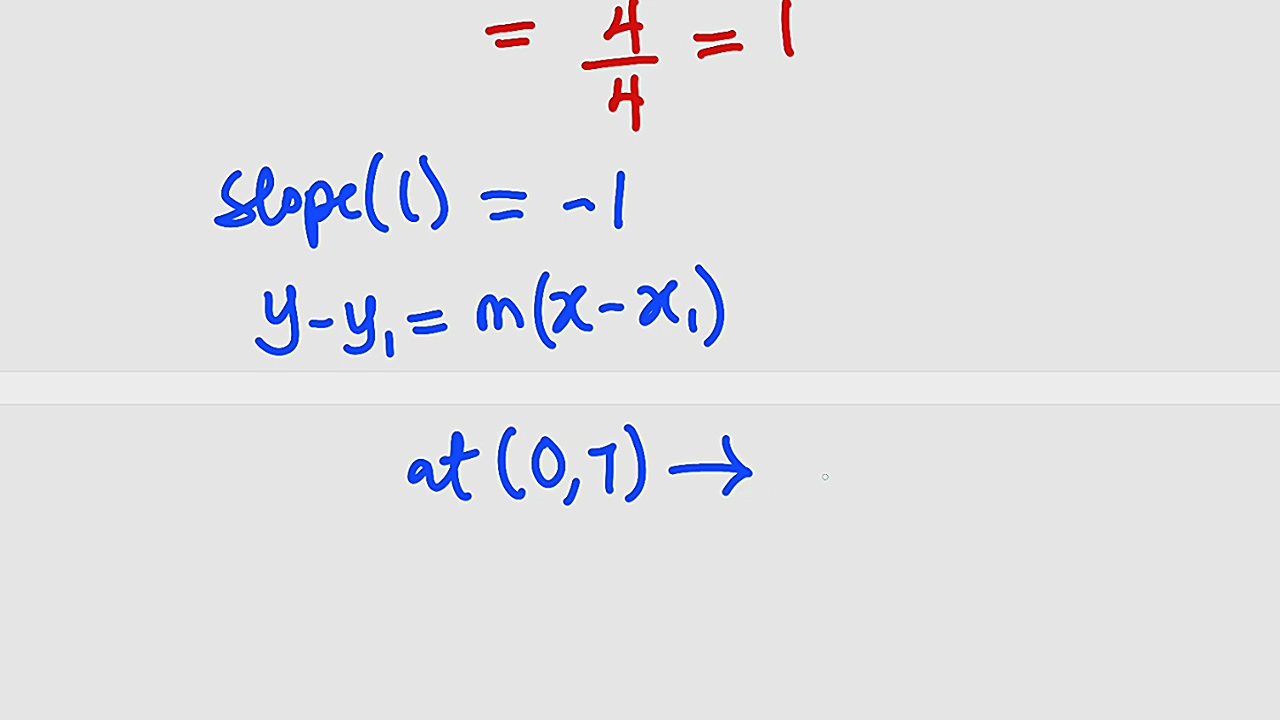 = 4/4 = 1
slope(l) = -1
y-y₁ = m(x-x₁)
at (0,7) →